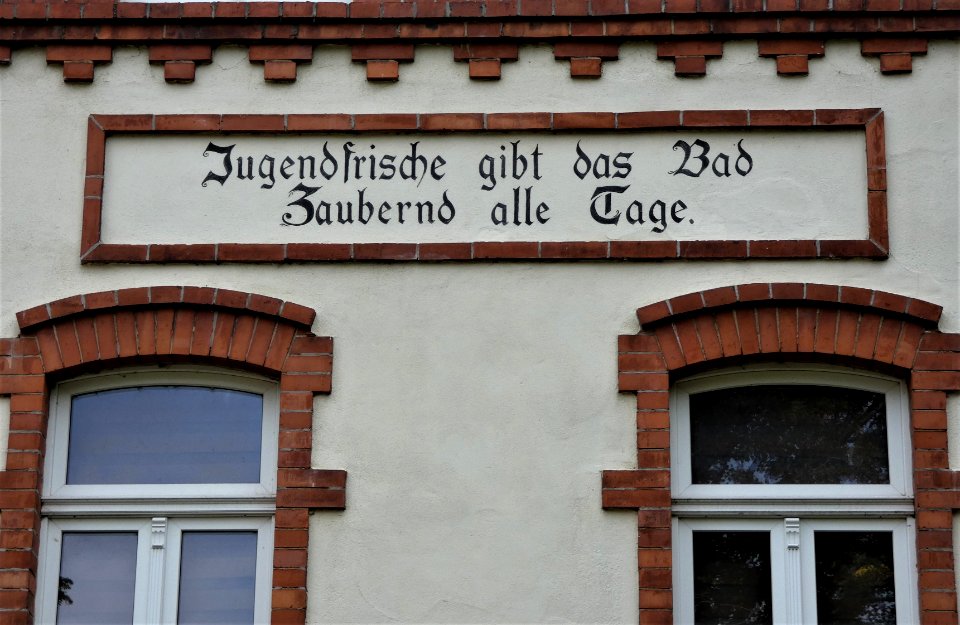 Jugendfrische gibt das Bad
Zaubernd alle Tage.